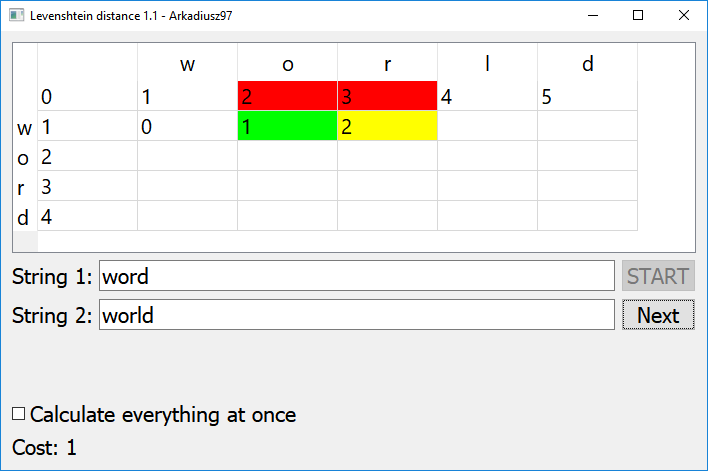 Levenshtein distance 1.1 - Arkadiusz97
w o r l d
0 1 2 3 4 5
w 1 0 1 2
o 2
r 3
d 4
String 1: word START
String 2: world Next
Calculate everything at once
Cost: 1